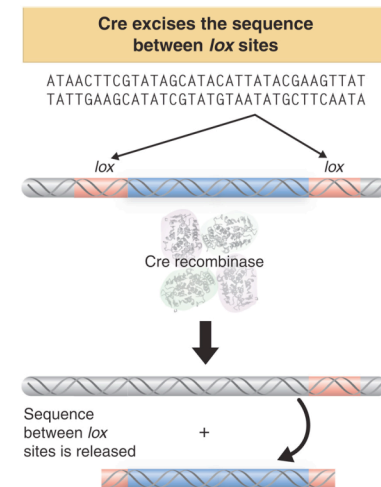 Cre excises the sequence
between lox sites
ATAACTTCGTATAGCATACATTATACGAAGTTAT
TATTGAAGCATATCGTATGTAATATGCTTCAATA
lox
lox
Cre recombinase
Sequence
between lox
sites is released
+